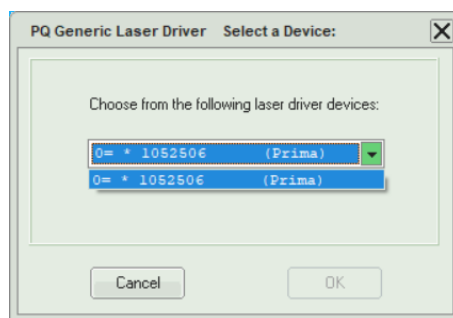 PQ Generic Laser Driver   Select a Device:
Choose from the following laser driver devices:
0= * 1052506      (Prima)
0= * 1052506      (Prima)
Cancel   OK